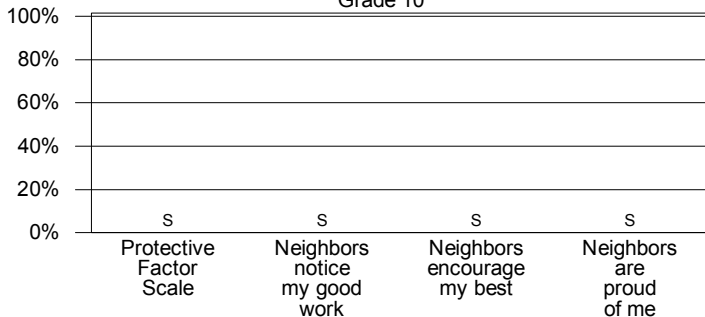 Grade 10
100%
80%
60%
40%
20%
0%
S S S S
Protective
Factor
Scale
Neighbors
notice
my good
work
Neighbors
encourage
my best
Neighbors
are
proud
of me